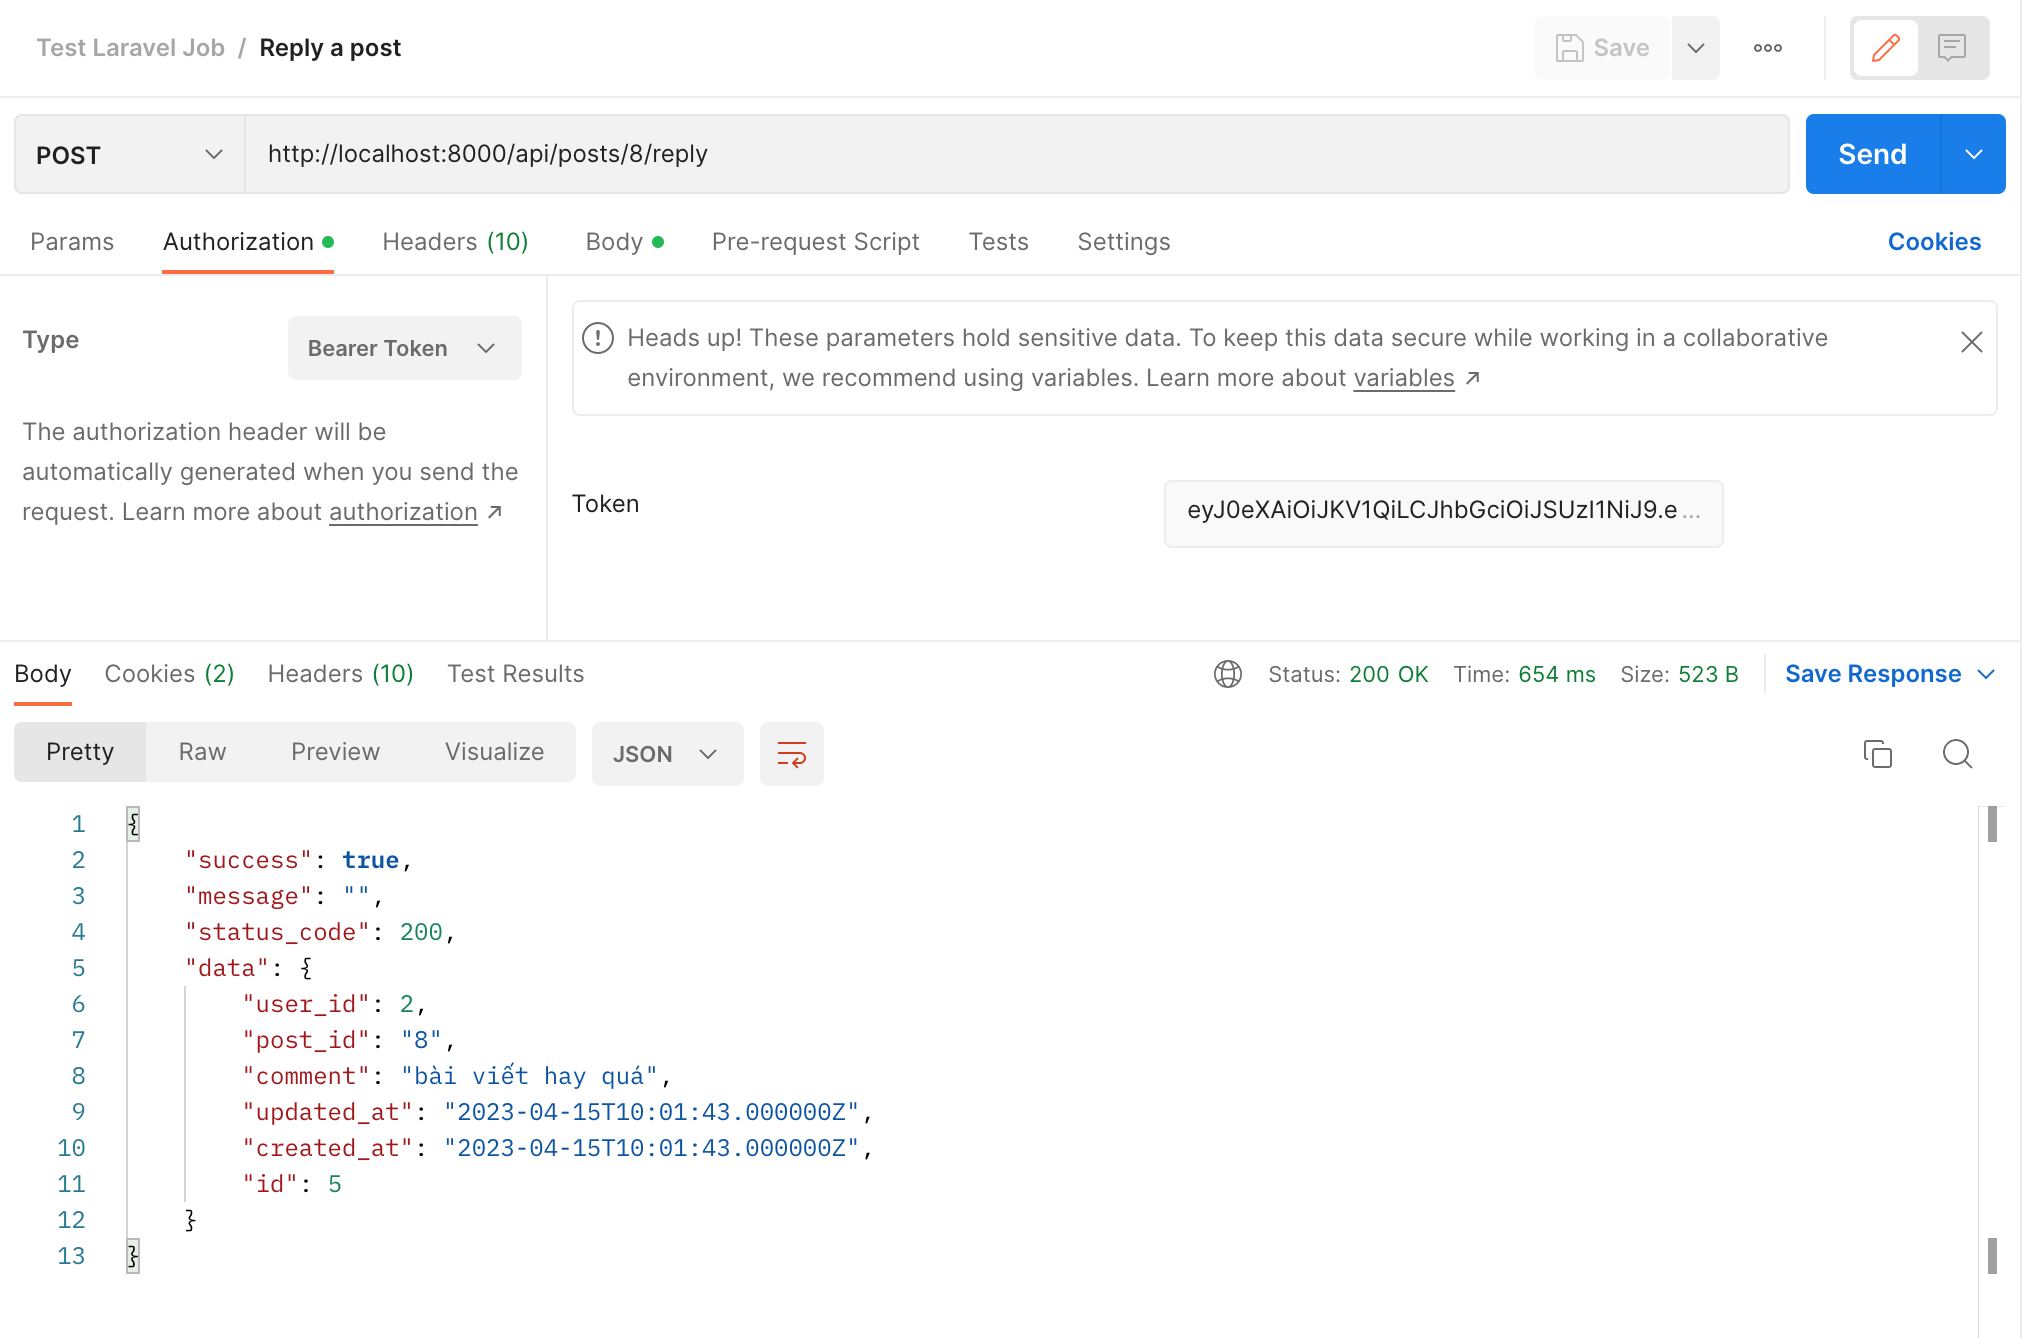 Test Laravel Job / Reply a post
Save
POST
http://localhost:8000/api/posts/8/reply
Send
Params Authorization Headers (10) Body Pre-request Script Tests Settings Cookies
Type
Bearer Token
The authorization header will be
automatically generated when you send the
request. Learn more about authorization ↗
Heads up! These parameters hold sensitive data. To keep this data secure while working in a collaborative
environment, we recommend using variables. Learn more about variables ↗
Token
eyJ0eXAiOiJKV1QiLCJhbGciOiJSUzI1NiJ9.e...
Body Cookies (2) Headers (10) Test Results Status: 200 OK Time: 654 ms Size: 523 B Save Response
Pretty Raw Preview Visualize JSON
1 {
2 "success": true,
3 "message": "",
4 "status_code": 200,
5 "data": {
6 "user_id": 2,
7 "post_id": "8",
8 "comment": "bài viết hay quá",
9 "updated_at": "2023-04-15T10:01:43.000000Z",
10 "created_at": "2023-04-15T10:01:43.000000Z",
11 "id": 5
12 }
13 }